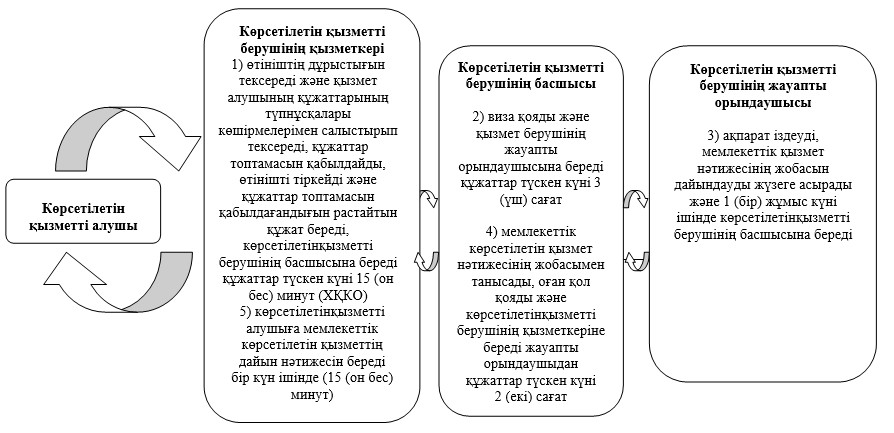 Көрсетілетін
қызметті алушы
Көрсетілетін қызметті
берушінің қызметкері
1) өтініштің дұрыстығын
тексереді және қызмет
алушының құжаттарының
түпнұсқалары
көшірмелерімен салыстырып
тексереді, құжаттар
топтамасын қабылдайды,
өтінішті тіркейді және
құжаттар топтамасын
қабылдағандығын растайтын
құжат береді,
көрсетілетінқызметті
берушінің басшысына береді
құжаттар түскен күні 15 (он
бес) минут (ХҚКО)
5) көрсетілетінқызметті
алушыға мемлекеттік
көрсетілетін қызметтің
дайын нәтижесін береді
бір күн ішінде (15 (он бес)
минут)
Көрсетілетін қызметті
берушінің басшысы
2) виза қояды және
қызмет берушінің
жауапты
орындаушысына береді
құжаттар түскен күні 3
(үш) сағат
4) мемлекеттік
көрсетілетін қызмет
нәтижесінің жобасымен
танысады, оған қол
қояды және
көрсетілетінқызметті
берушінің қызметкеріне
береді жауапты
орындаушыдан
құжаттар түскен күні
2 (екі) сағат
Көрсетілетін қызметті
берушінің жауапты
орындаушысы
3) ақпарат іздеуді,
мемлекеттік қызмет
нәтижесінің жобасын
дайындауды жүзеге асырады
және 1 (бір) жұмыс күні
ішінде көрсетілетінқызметті
берушінің басшысына береді